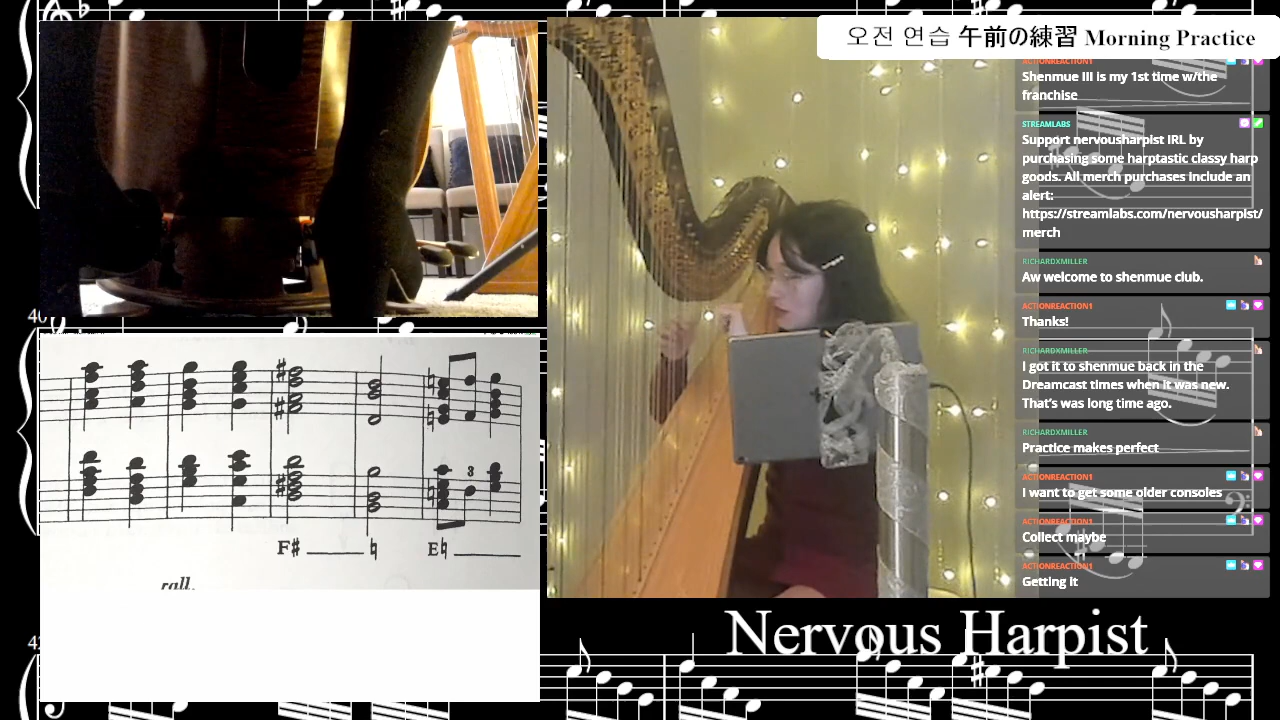 오전 연습 午前の練習 Morning Practice
ACTIONREACTION1
Shenmue III is my 1st time w/the
franchise
STREAMLABS
Support nervousharpist IRL by
purchasing some harptastic classy harp
goods. All merch purchases include an
alert:
https://streamlabs.com/nervousharpist/
merch
RICHARDXMILLER
Aw welcome to shenmue club.
ACTIONREACTION1
Thanks!
RICHARDXMILLER
I got it to shenmue back in the
Dreamcast times when it was new.
That's was long time ago.
RICHARDXMILLER
Practice makes perfect
ACTIONREACTION1
I want to get some older consoles
ACTIONREACTION1
Collect maybe
ACTIONREACTION1
Getting it
40
3
F♯ ♮ E♮
rall.
Nervous Harpist